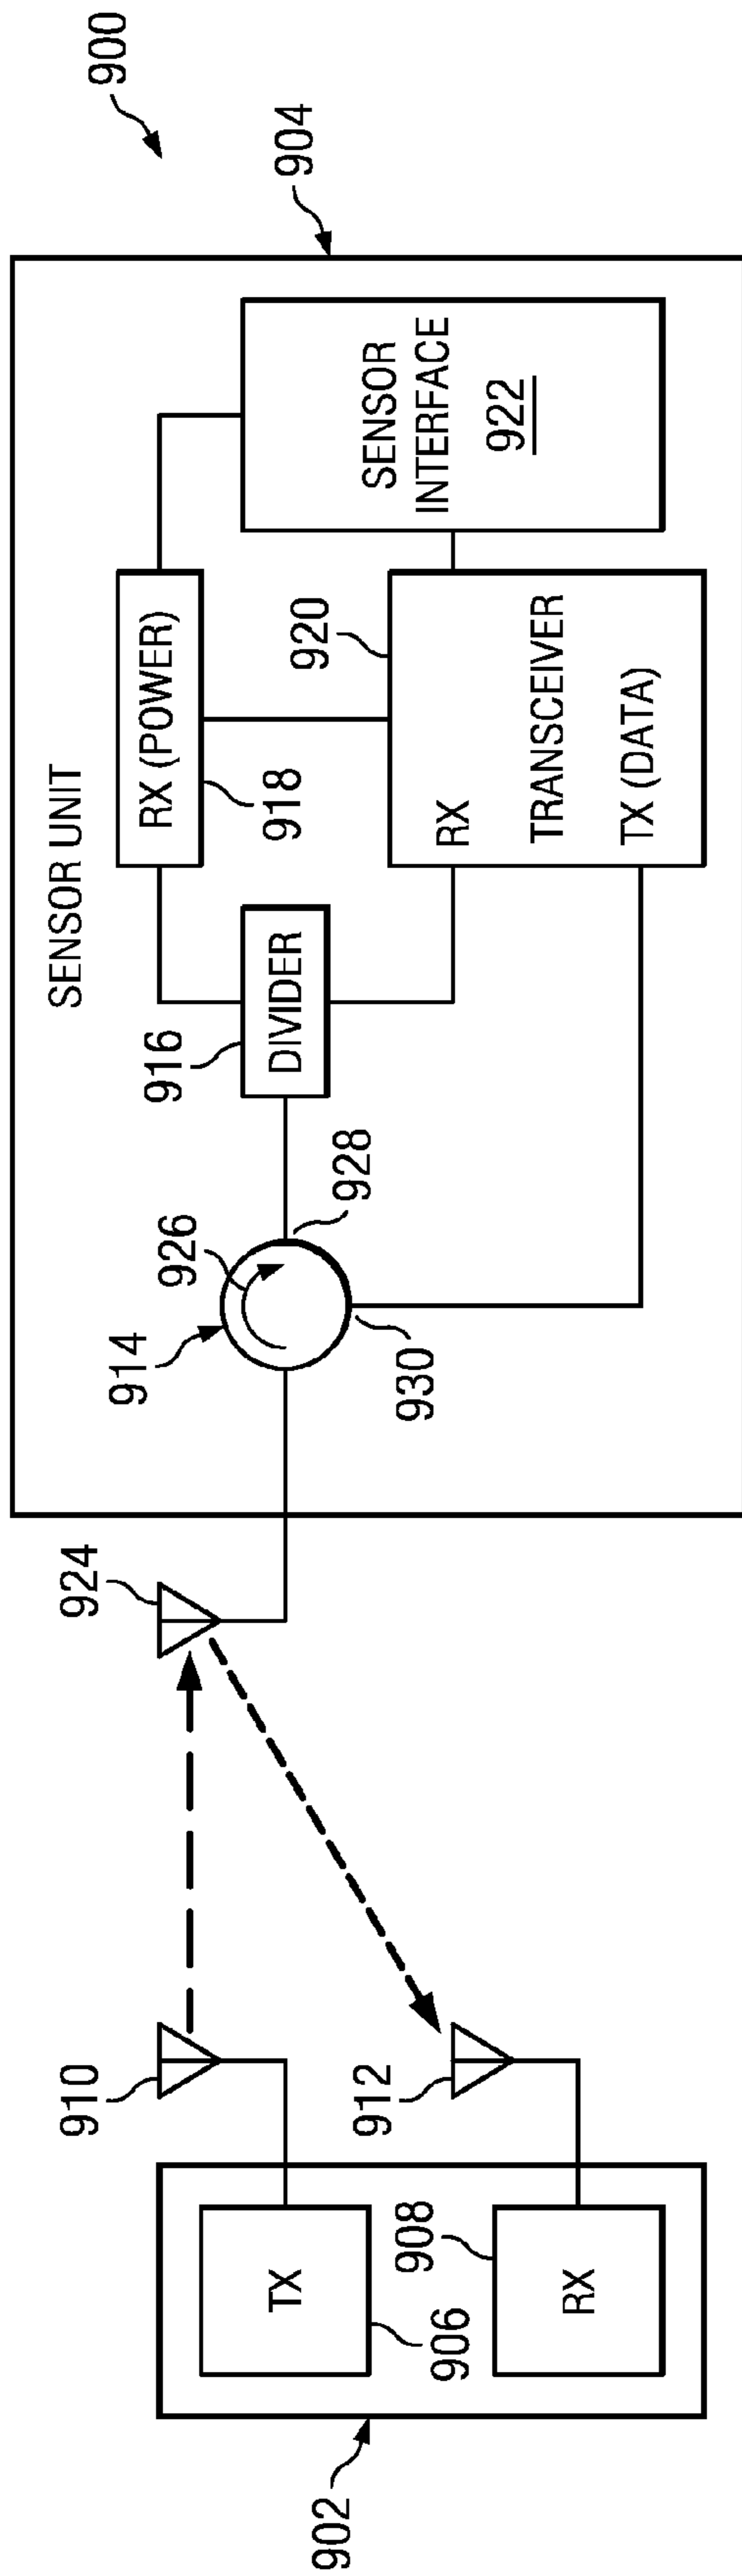 900
904
SENSOR UNIT
RX (POWER)
918
SENSOR
INTERFACE
922
920
RX
TRANSCEIVER
TX (DATA)
916
DIVIDER
914
926
928
930
924
910
912
TX
906
908
RX
902